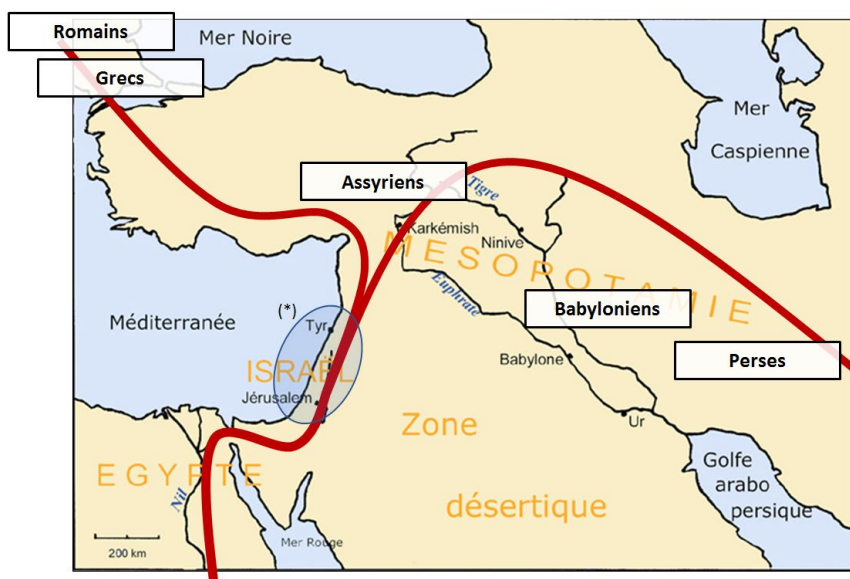 Romains
Mer Noire
Grecs
Mer
Caspienne
Assyriens
Tigre
Karkémish
Ninive
MESOPOTAMIE
Euphrate
(*)
Babyloniens
Méditerranée
Tyr
Babylone
Perses
ISRAËL
Jérusalem
Zone
Ur
EGYPTE
Golfe
arabo
persique
Nil
désertique
200 km
Mer Rouge